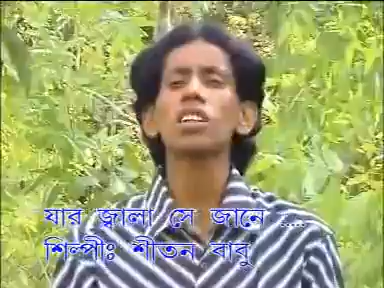 যার জ্বালা সে জানে .....
শিল্পীঃ শীতন বাবু